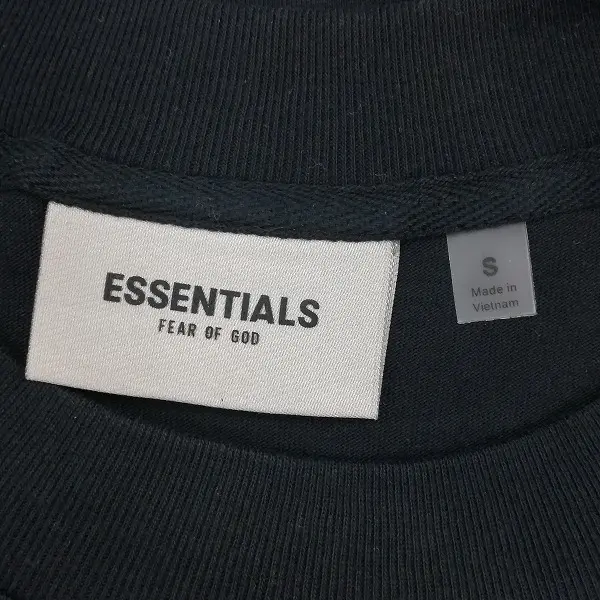 ESSENTIALS
FEAR OF GOD
S
Made in
Vietnam